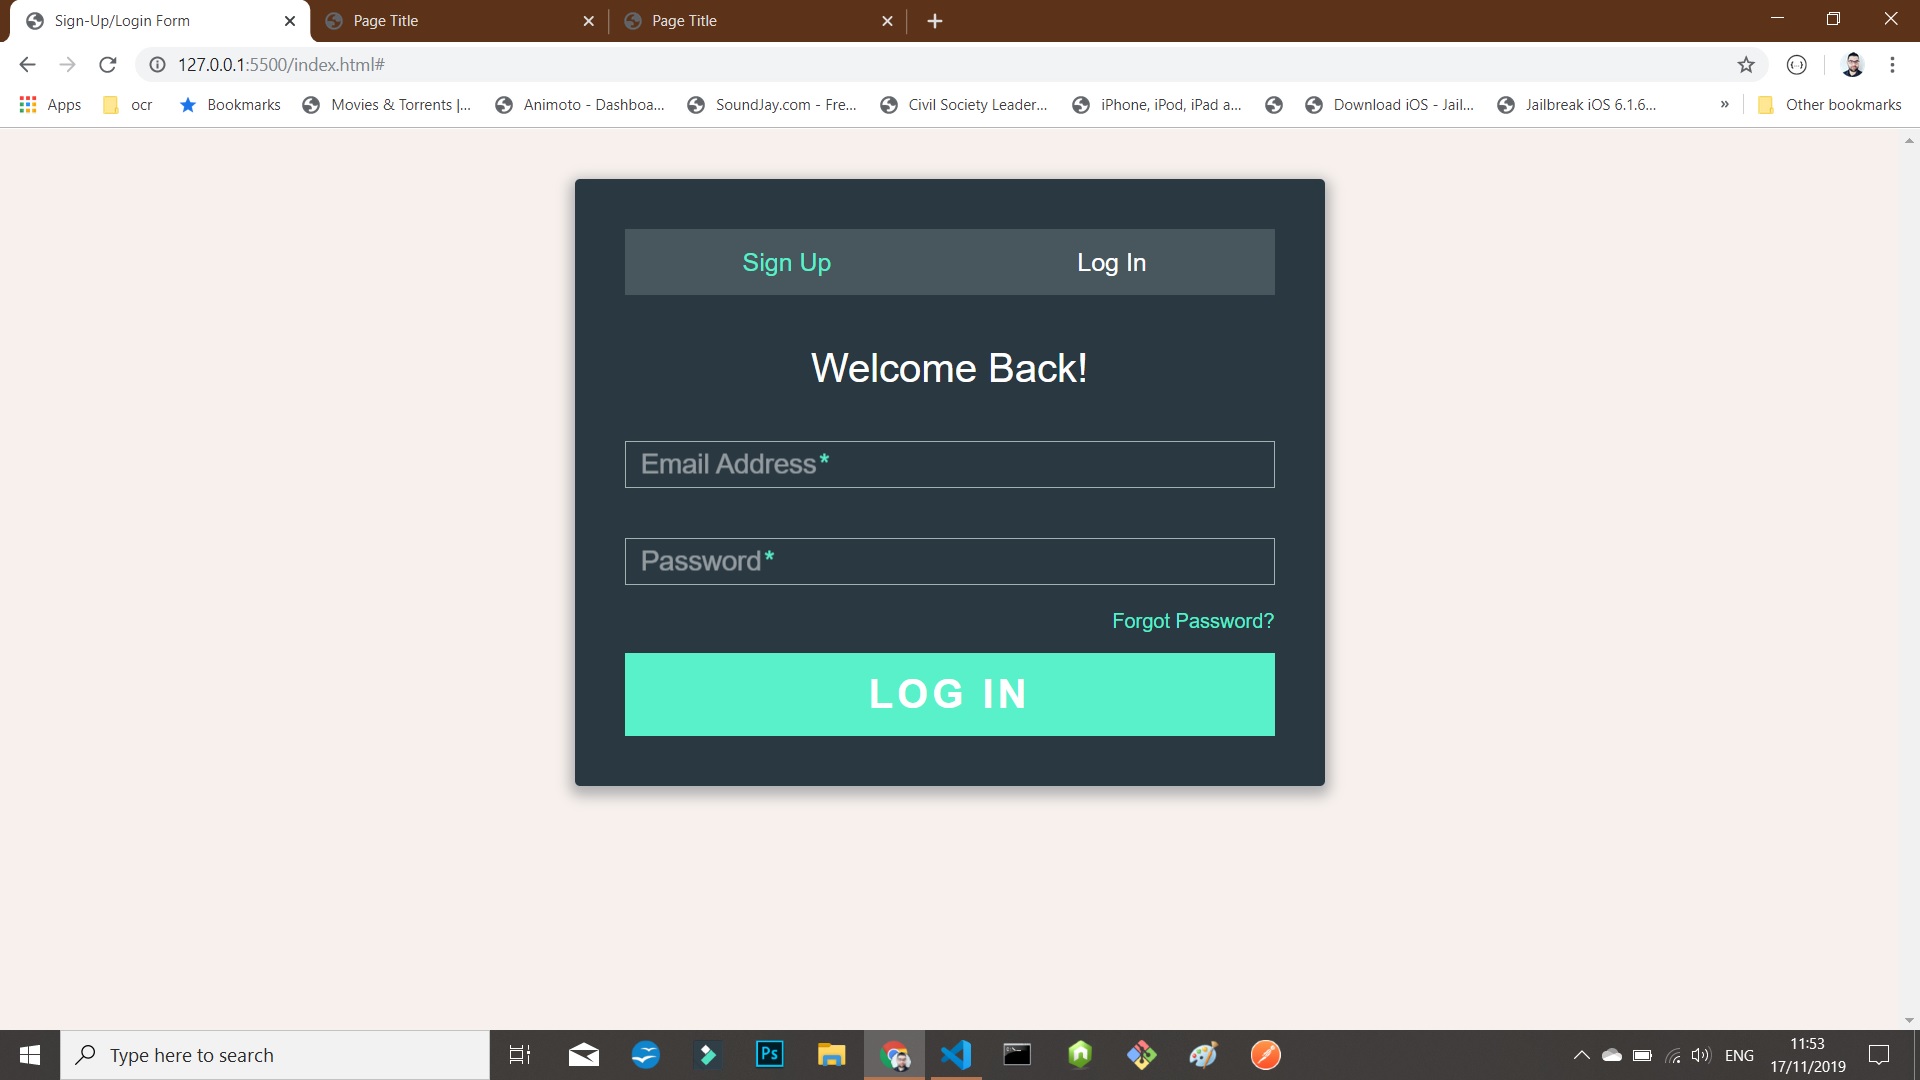 Sign-Up/Login Form
Page Title
Page Title
127.0.0.1:5500/index.html#
Apps
ocr
Bookmarks
Movies & Torrents |...
Animoto - Dashboa...
SoundJay.com - Fre...
Civil Society Leader...
iPhone, iPod, iPad a...
Download iOS - Jail...
Jailbreak iOS 6.1.6...
»
Other bookmarks
Sign Up
Log In
Welcome Back!
Email Address*
Password*
Forgot Password?
LOG IN
Type here to search
Ps
ENG
11:53
17/11/2019